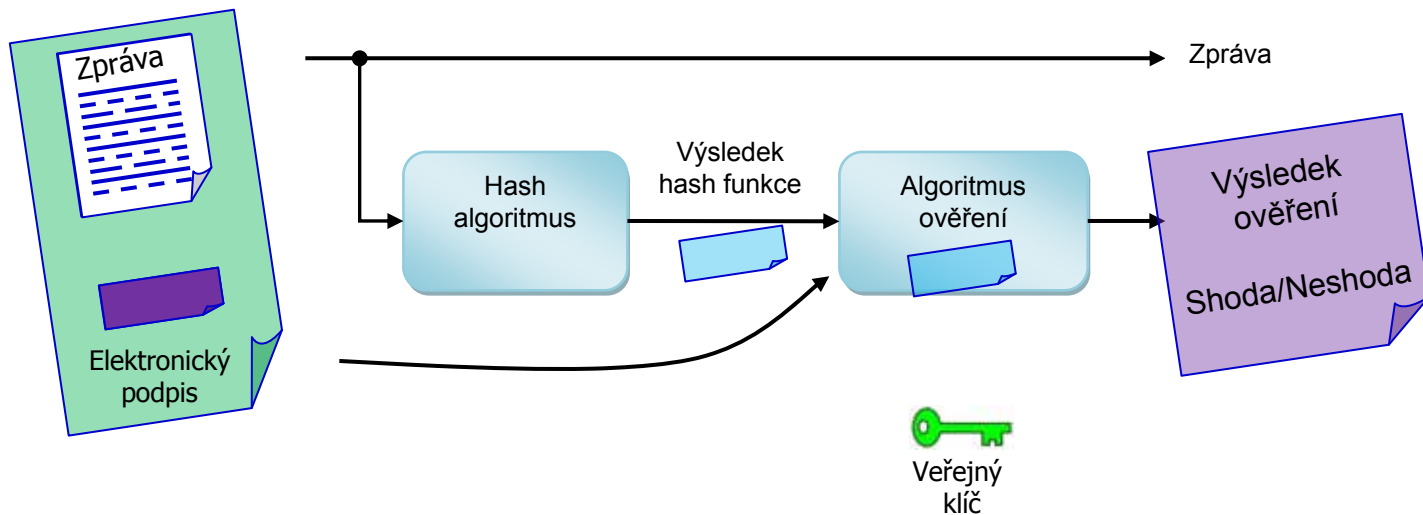 Zpráva
Zpráva
Hash
algoritmus
Výsledek
hash funkce
Algoritmus
ověření
Výsledek
ověření
Shoda/Neshoda
Elektronický
podpis
Veřejný
klíč